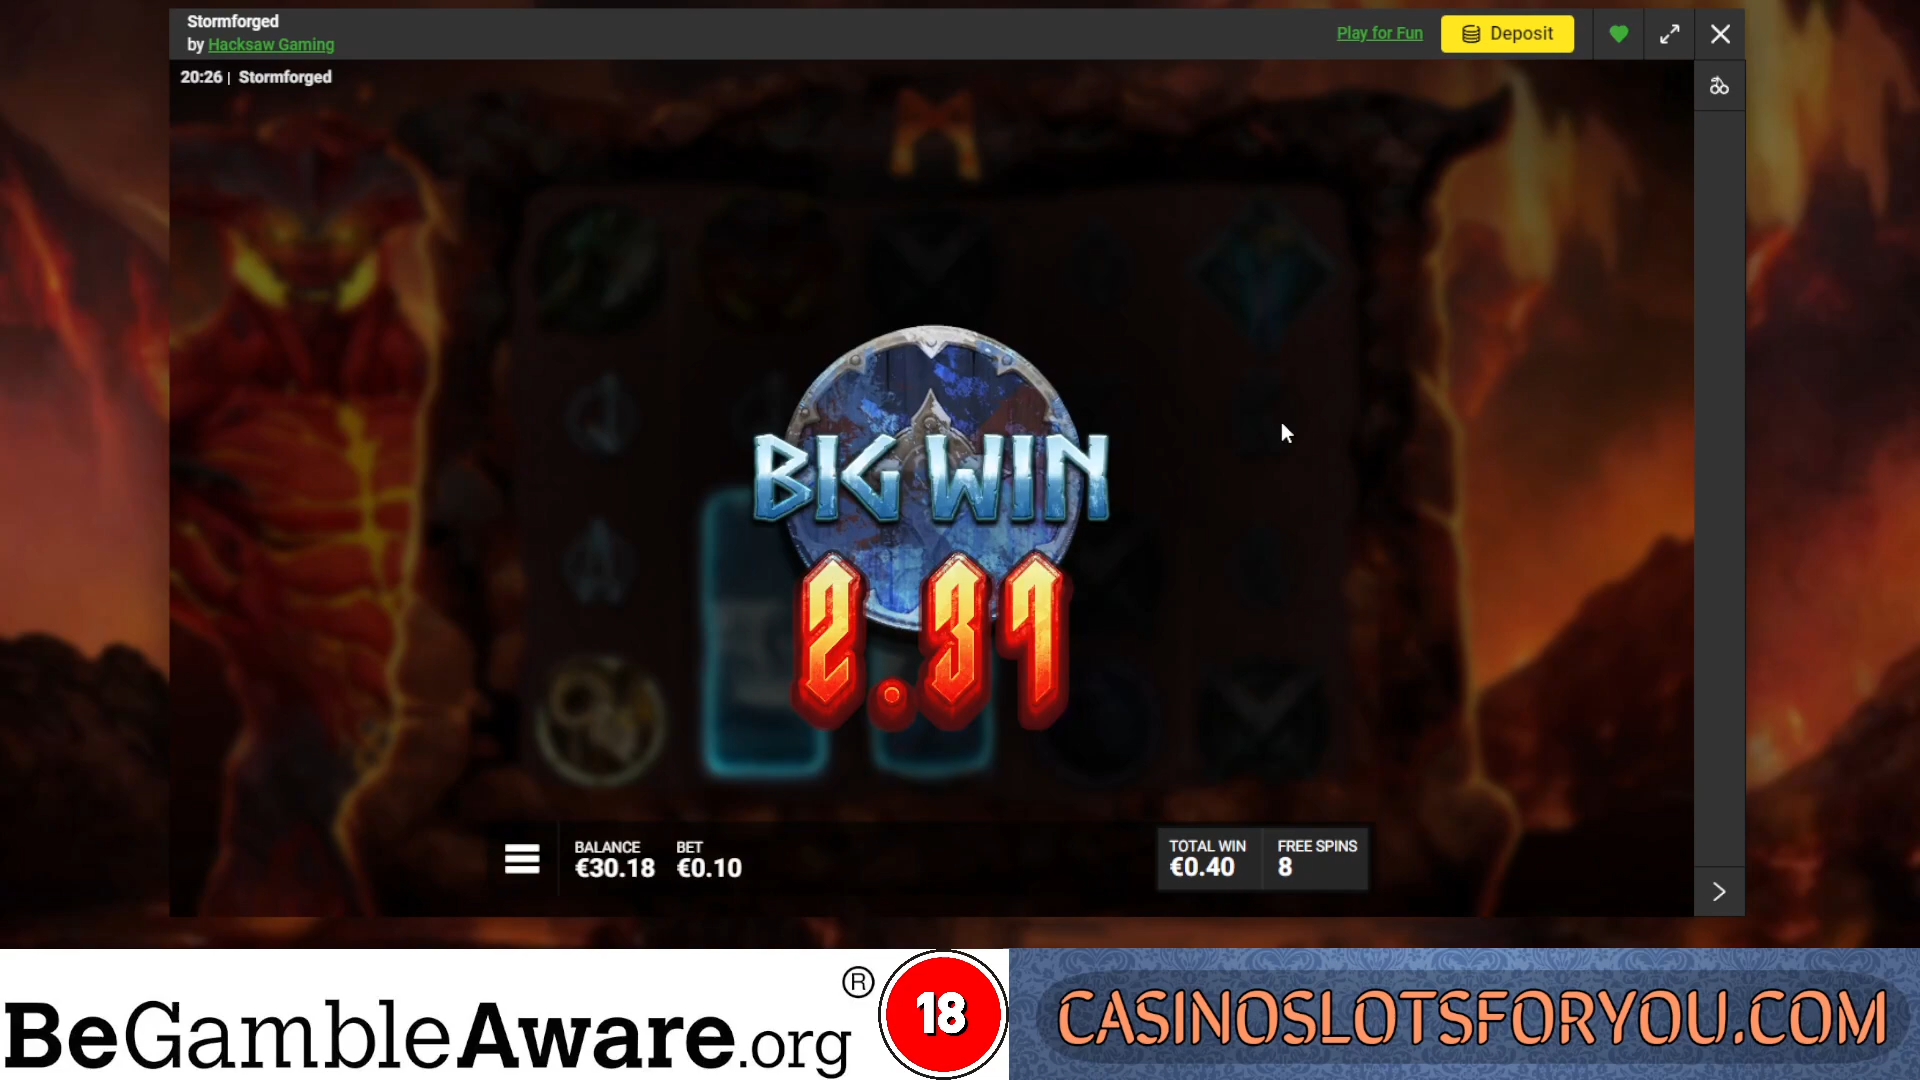 Stormforged
by Hacksaw Gaming
Play for Fun
Deposit
20:26 | Stormforged
BIG WIN
2.31
BALANCE
€30.18
BET
€0.10
TOTAL WIN
€0.40
FREE SPINS
8
BeGambleAware.org®
18
CASINOSLOTSFORYOU.COM